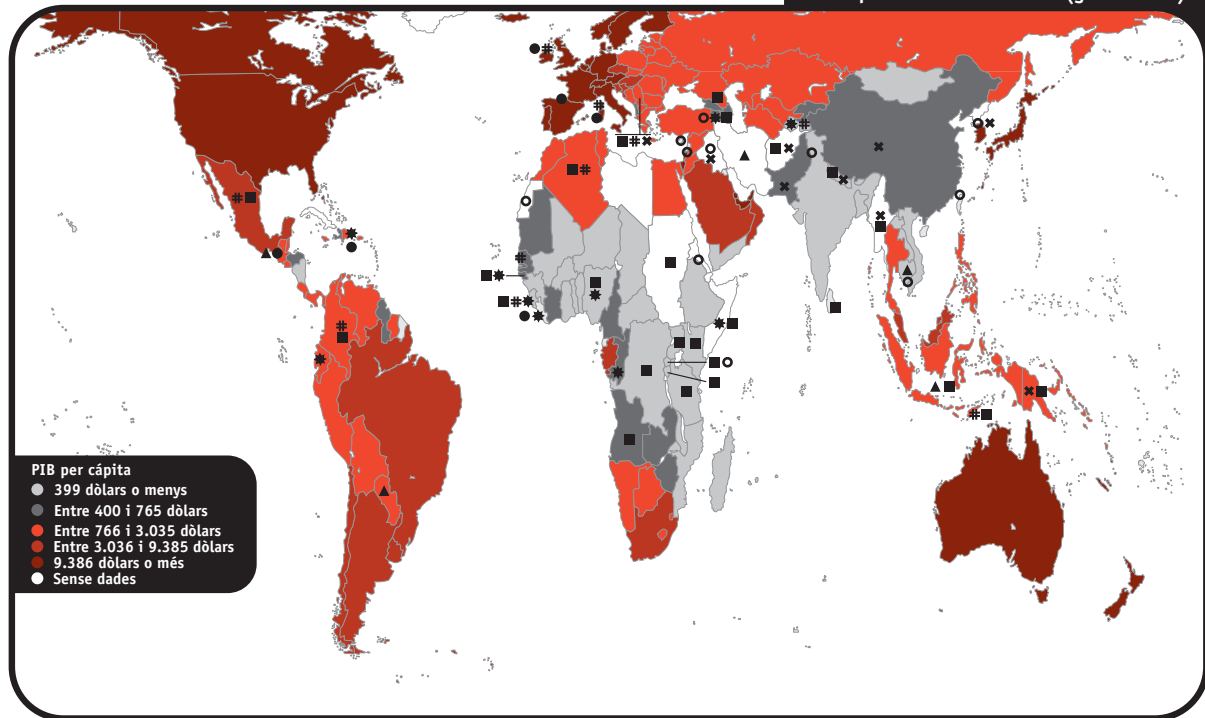 PIB per cápita
399 dòlars o menys
Entre 400 i 765 dòlars
Entre 766 i 3.035 dòlars
Entre 3.036 i 9.385 dòlars
9.386 dòlars o més
Sense dades